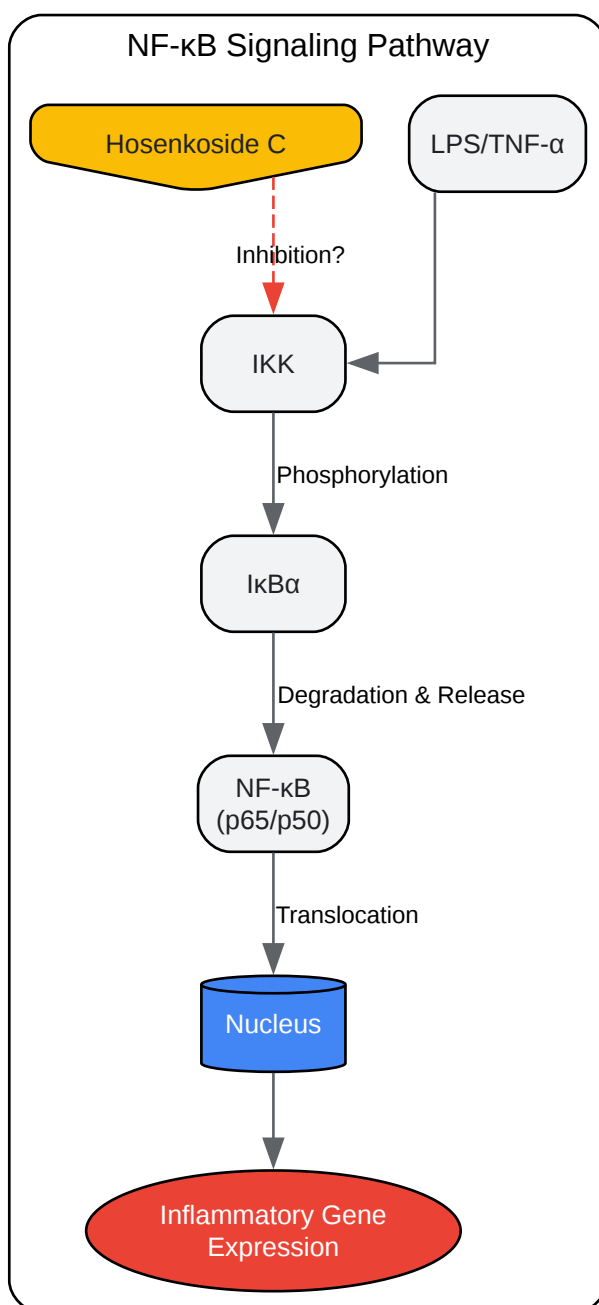 NF-κB Signaling Pathway
Hosenkoside C
LPS/TNF-α
Inhibition?
IKK
Phosphorylation
IκBα
Degradation & Release
NF-κB
(p65/p50)
Translocation
Nucleus
Inflammatory Gene
Expression